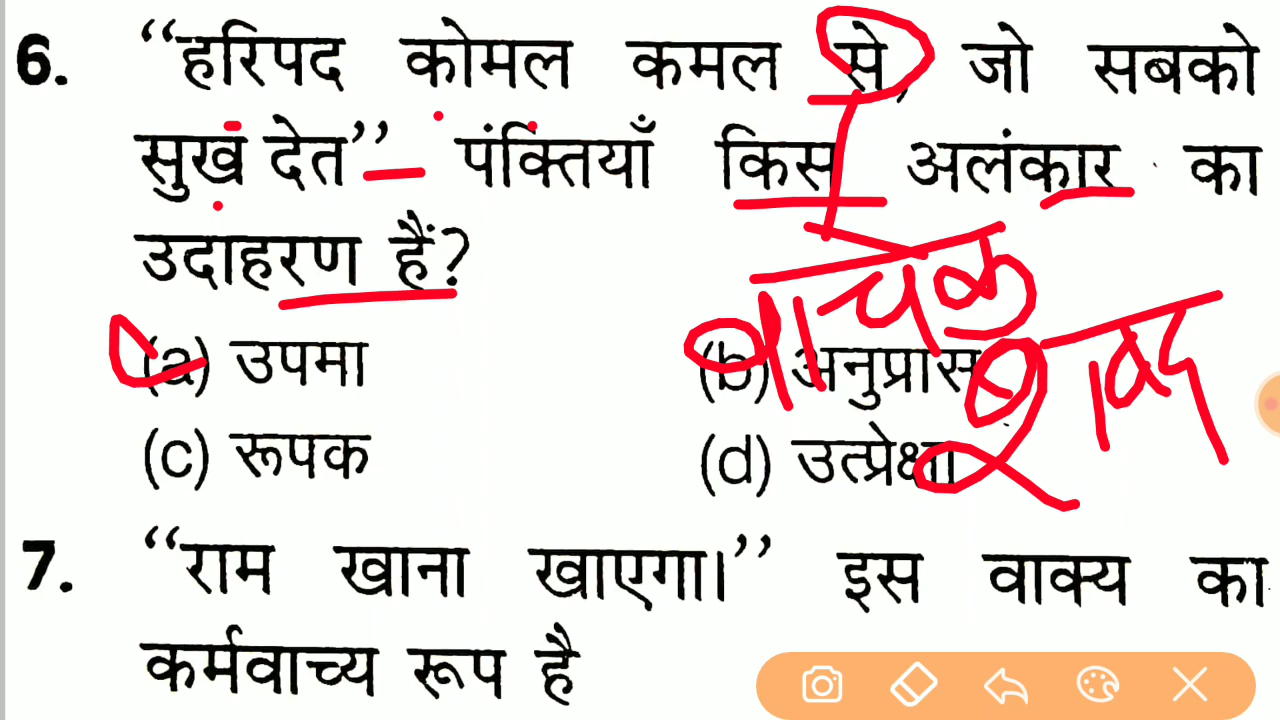 6. “हरिपद कोमल कमल से, जो सबको
सुख देत” – पंक्तियाँ किस अलंकार का
उदाहरण हैं?
(a) उपमा (b) अनुप्रास
(c) रूपक (d) उत्प्रेक्षा
वाचक
शब्द
7. “राम खाना खाएगा।” इस वाक्य का
कर्मवाच्य रूप है